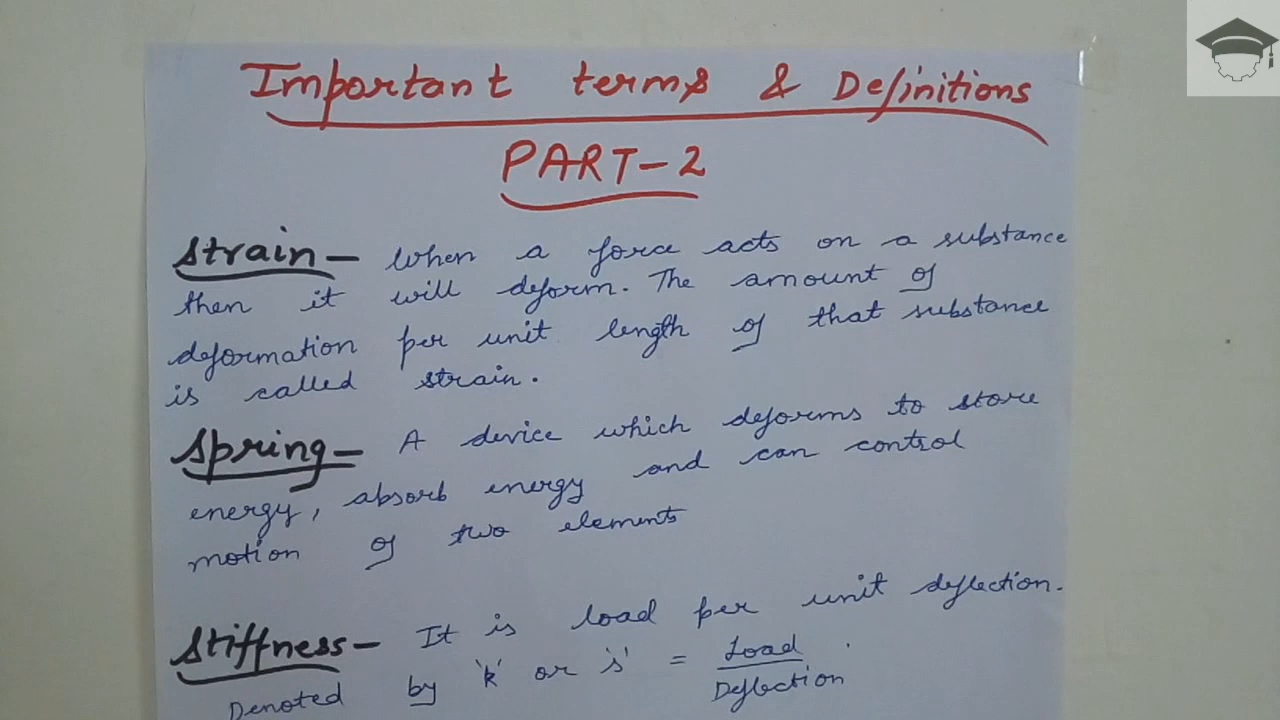 Important terms & Definitions
PART-2
Strain- When a force acts on a substance
then it will deform. The amount of
deformation per unit length of that substance
is called strain.
Spring- A device which deforms to store
energy, absorb energy and can control
motion of two elements
Stiffness- It is load per unit deflection.
Denoted by 'k' or 's' = Load
Deflection